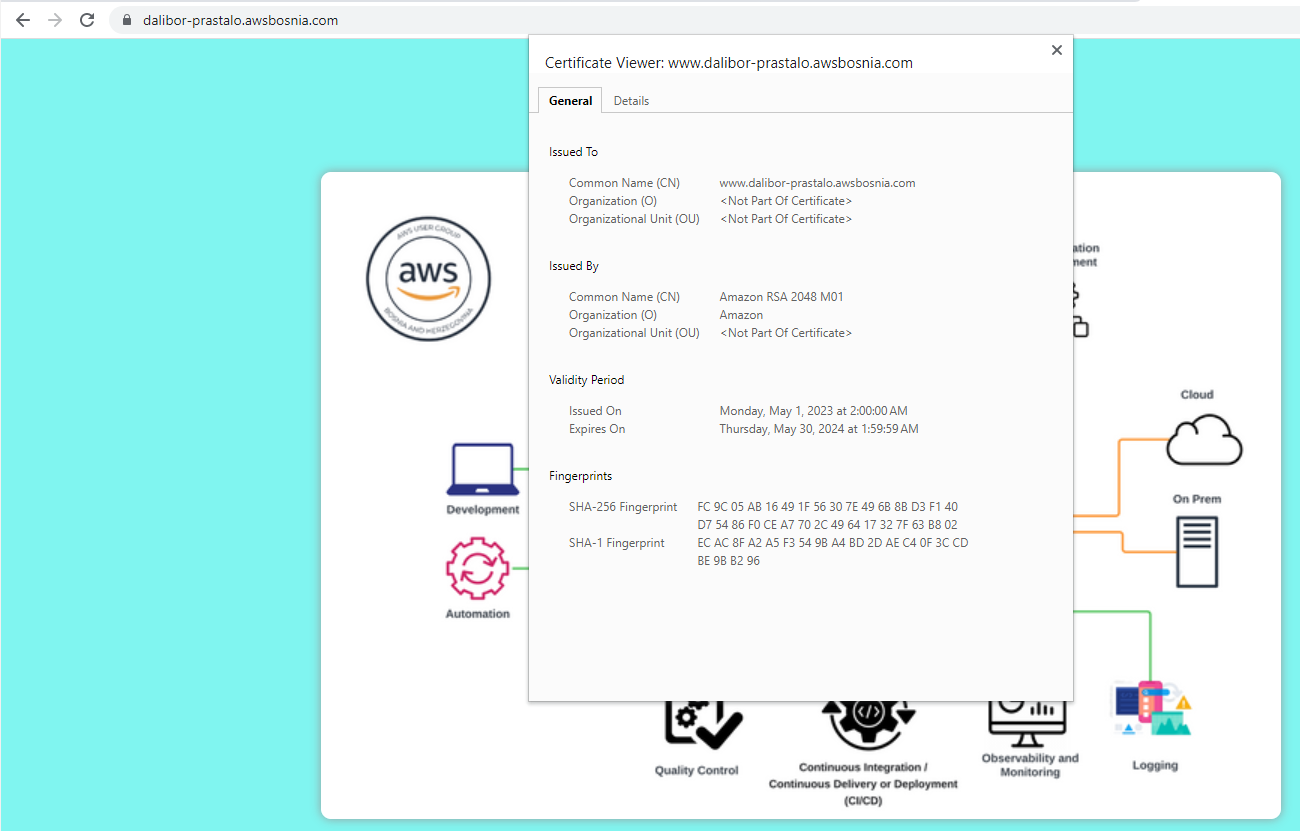 dalibor-prastalo.awsbosnia.com
Certificate Viewer: www.dalibor-prastalo.awsbosnia.com
General Details
Issued To
Common Name (CN) www.dalibor-prastalo.awsbosnia.com
Organization (O) <Not Part Of Certificate>
Organizational Unit (OU) <Not Part Of Certificate>
Issued By
Common Name (CN) Amazon RSA 2048 M01
Organization (O) Amazon
Organizational Unit (OU) <Not Part Of Certificate>
Validity Period
Issued On Monday, May 1, 2023 at 2:00:00 AM
Expires On Thursday, May 30, 2024 at 1:59:59 AM
Fingerprints
SHA-256 Fingerprint FC 9C 05 AB 16 49 1F 56 30 7E 49 6B 8B D3 F1 40
D7 54 86 F0 CE A7 70 2C 49 64 17 32 7F 63 B8 02
SHA-1 Fingerprint EC AC 8F A2 A5 F3 54 9B A4 BD 2D AE C4 0F 3C CD
BE 9B B2 96
AWS USER GROUP
aws
BOSNIA AND HERZEGOVINA
Development
Automation
ation
ment
Cloud
On Prem
Quality Control
Continuous Integration /
Continuous Delivery or Deployment
(CI/CD)
Observability and
Monitoring
Logging